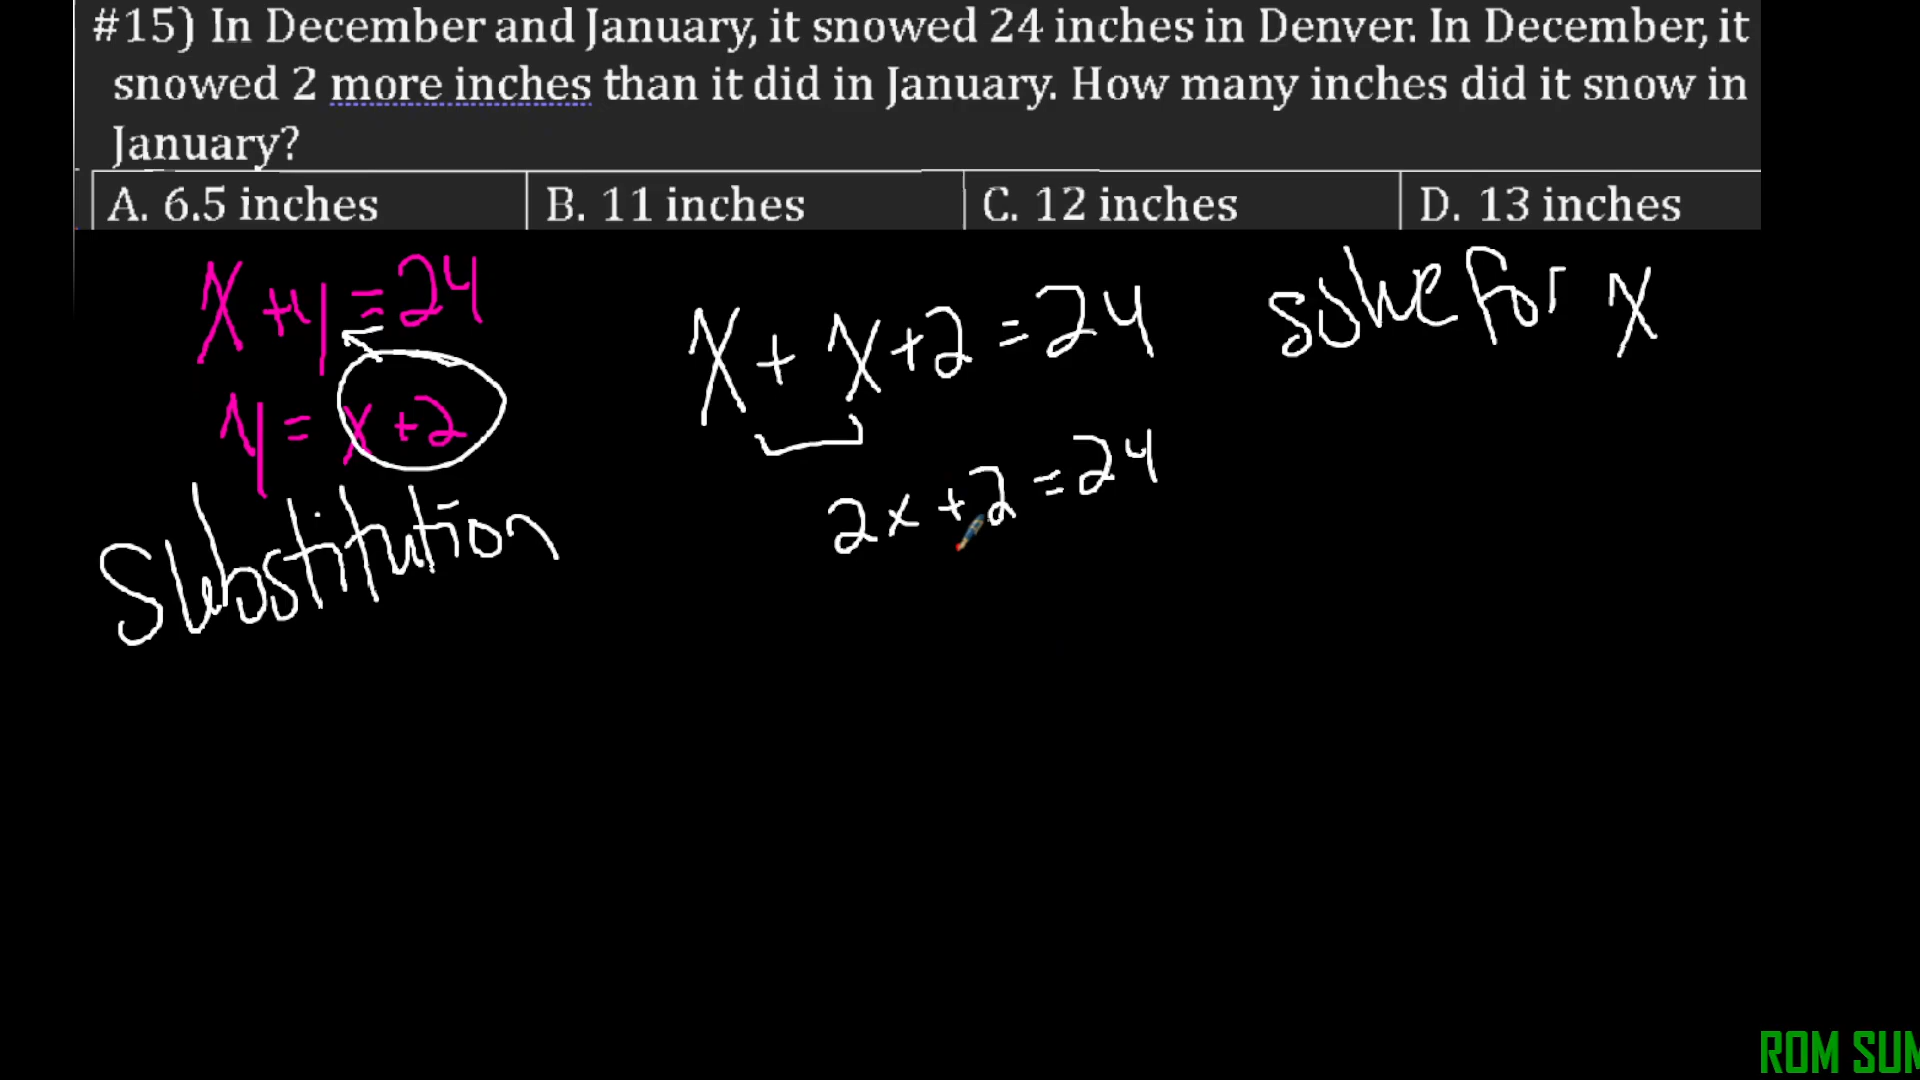 #15) In December and January, it snowed 24 inches in Denver. In December, it
snowed 2 more inches than it did in January. How many inches did it snow in
January?
A. 6.5 inches B. 11 inches C. 12 inches D. 13 inches
x + y = 24
y = x + 2
Substitution
x + x + 2 = 24
2x + 2 = 24
solve for x
ROM SUM